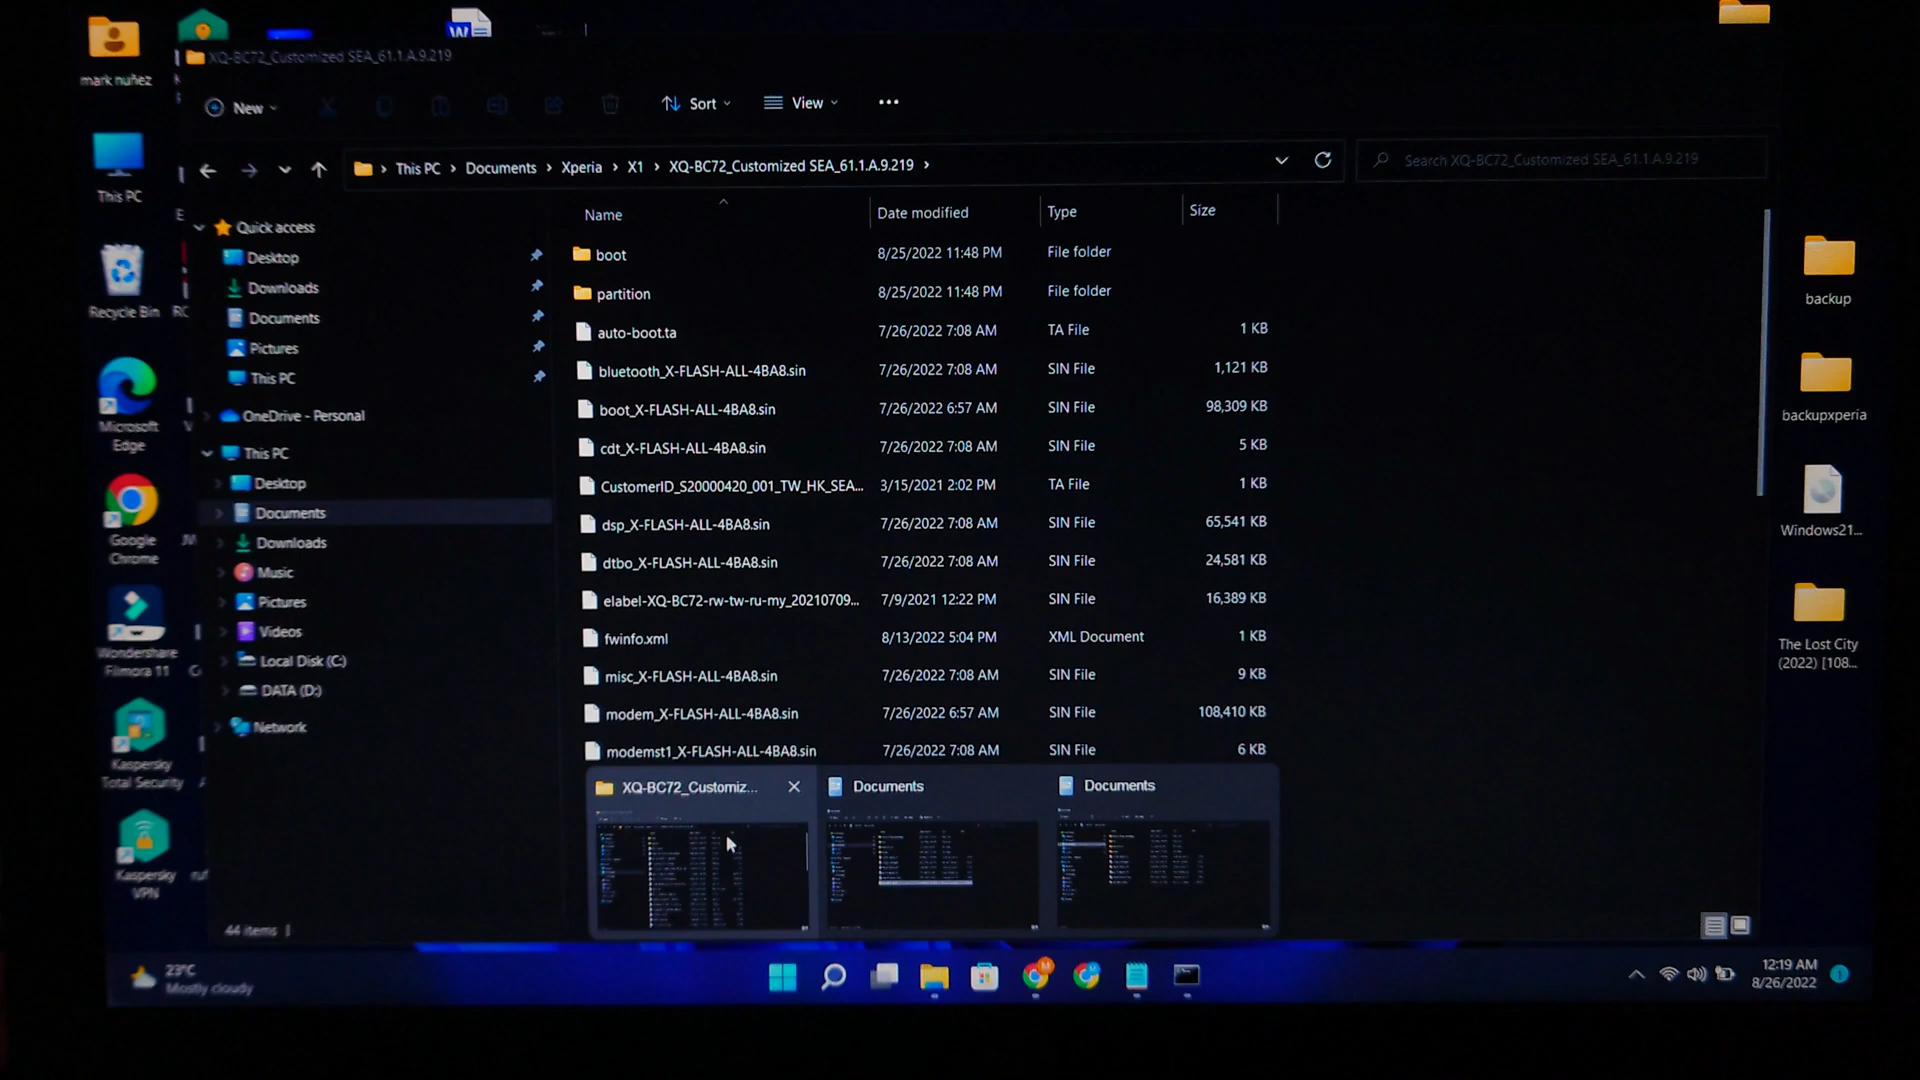 mark nuñez
This PC
Recycle Bin
Microsoft
Edge
Google
Chrome
Wondershare
Filmora 11
Kaspersky
Total Security
Kaspersky
VPN
XQ-BC72_Customized SEA_61.1.A.9.219
New
Sort
View
This PC > Documents > Xperia > X1 > XQ-BC72_Customized SEA_61.1.A.9.219 >
Search XQ-BC72_Customized SEA_61.1.A.9.219
Quick access
Desktop
Downloads
Documents
Pictures
This PC
OneDrive - Personal
This PC
Desktop
Documents
Downloads
Music
Pictures
Videos
Local Disk (C:)
DATA (D:)
Network
44 items
Name Date modified Type Size
boot 8/25/2022 11:48 PM File folder
partition 8/25/2022 11:48 PM File folder
auto-boot.ta 7/26/2022 7:08 AM TA File 1 KB
bluetooth_X-FLASH-ALL-4BA8.sin 7/26/2022 7:08 AM SIN File 1,121 KB
boot_X-FLASH-ALL-4BA8.sin 7/26/2022 6:57 AM SIN File 98,309 KB
cdt_X-FLASH-ALL-4BA8.sin 7/26/2022 7:08 AM SIN File 5 KB
CustomerID_S20000420_001_TW_HK_SEA... 3/15/2021 2:02 PM TA File 1 KB
dsp_X-FLASH-ALL-4BA8.sin 7/26/2022 7:08 AM SIN File 65,541 KB
dtbo_X-FLASH-ALL-4BA8.sin 7/26/2022 7:08 AM SIN File 24,581 KB
elabel-XQ-BC72-rw-tw-ru-my_20210709... 7/9/2021 12:22 PM SIN File 16,389 KB
fwinfo.xml 8/13/2022 5:04 PM XML Document 1 KB
misc_X-FLASH-ALL-4BA8.sin 7/26/2022 7:08 AM SIN File 9 KB
modem_X-FLASH-ALL-4BA8.sin 7/26/2022 6:57 AM SIN File 108,410 KB
modemst1_X-FLASH-ALL-4BA8.sin 7/26/2022 7:08 AM SIN File 6 KB
XQ-BC72_Customiz...
Documents
Documents
backup
backupxperia
Windows21...
The Lost City
(2022) [108...
23°C
Mostly cloudy
12:19 AM
8/26/2022
1